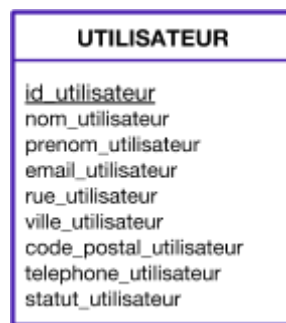 UTILISATEUR
id_utilisateur
nom_utilisateur
prenom_utilisateur
email_utilisateur
rue_utilisateur
ville_utilisateur
code_postal_utilisateur
telephone_utilisateur
statut_utilisateur